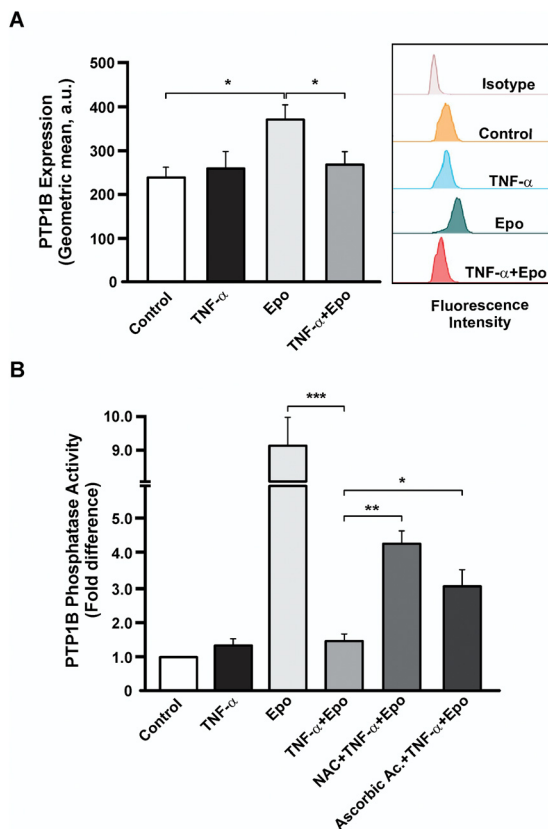 A
PTP1B Expression
(Geometric mean, a.u.)
500
400
300
200
100
0
*
*
Control
TNF-α
Epo
TNF-α+Epo
Isotype
Control
TNF-α
Epo
TNF-α+Epo
Fluorescence
Intensity
B
PTP1B Phosphatase Activity
(Fold difference)
10.0
9.0
5.0
4.0
3.0
2.0
1.0
0
***
*
**
Control
TNF-α
Epo
TNF-α+Epo
NAC+TNF-α+Epo
Ascorbic Ac.+TNF-α+Epo